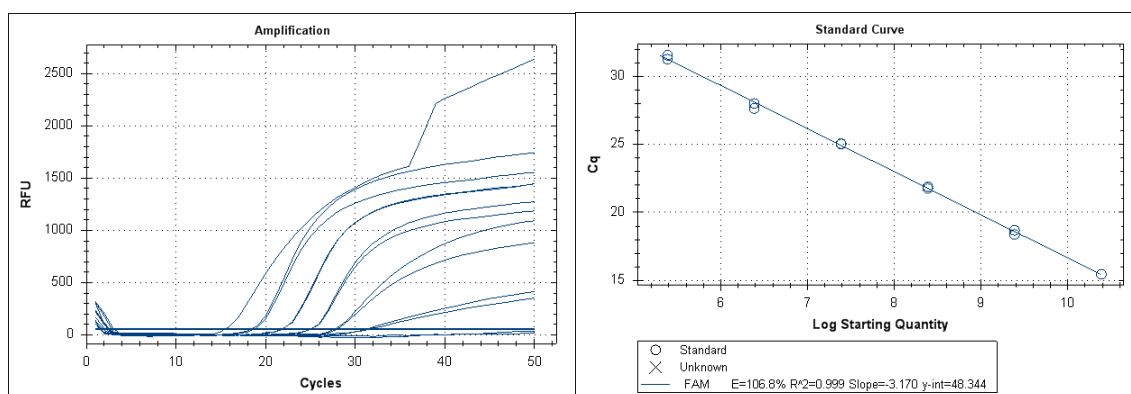 Amplification
RFU
2500
2000
1500
1000
500
0
0
10
20
30
40
50
Cycles
Standard Curve
Cq
30
25
20
15
6
7
8
9
10
Log Starting Quantity
Standard
Unknown
FAM E=106.8% R^2=0.999 Slope=-3.170 y-int=48.344